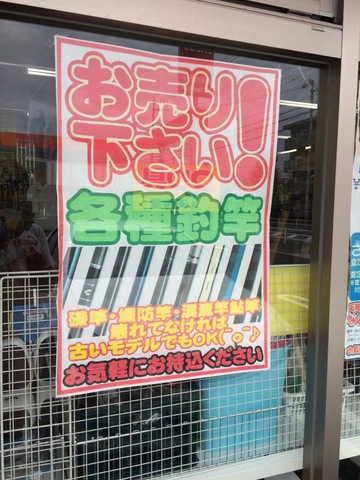 お売り
下さい!
各種釣竿
磯竿・堤防竿・渓流竿・鮎竿
壊れてなければ
古いモデルでもOK(^o^♪
お気軽にお持込ください